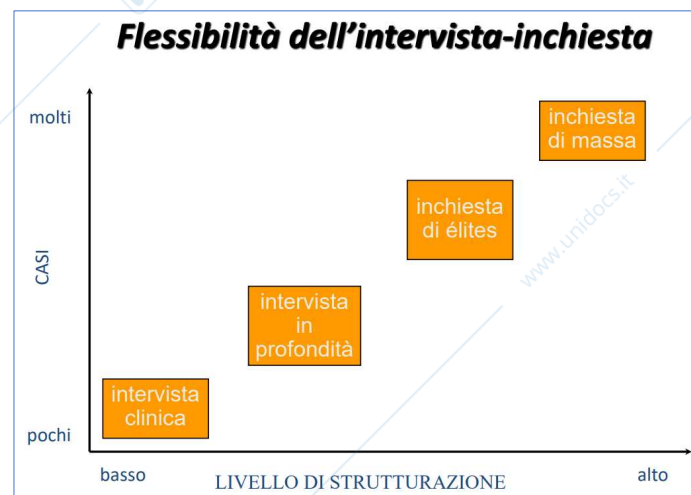 Flessibilità dell'intervista-inchiesta
molti
inchiesta
di massa
inchiesta
di élites
CASI
www.unidocs.it
intervista
in
profondità
intervista
clinica
pochi
basso
LIVELLO DI STRUTTURAZIONE
alto